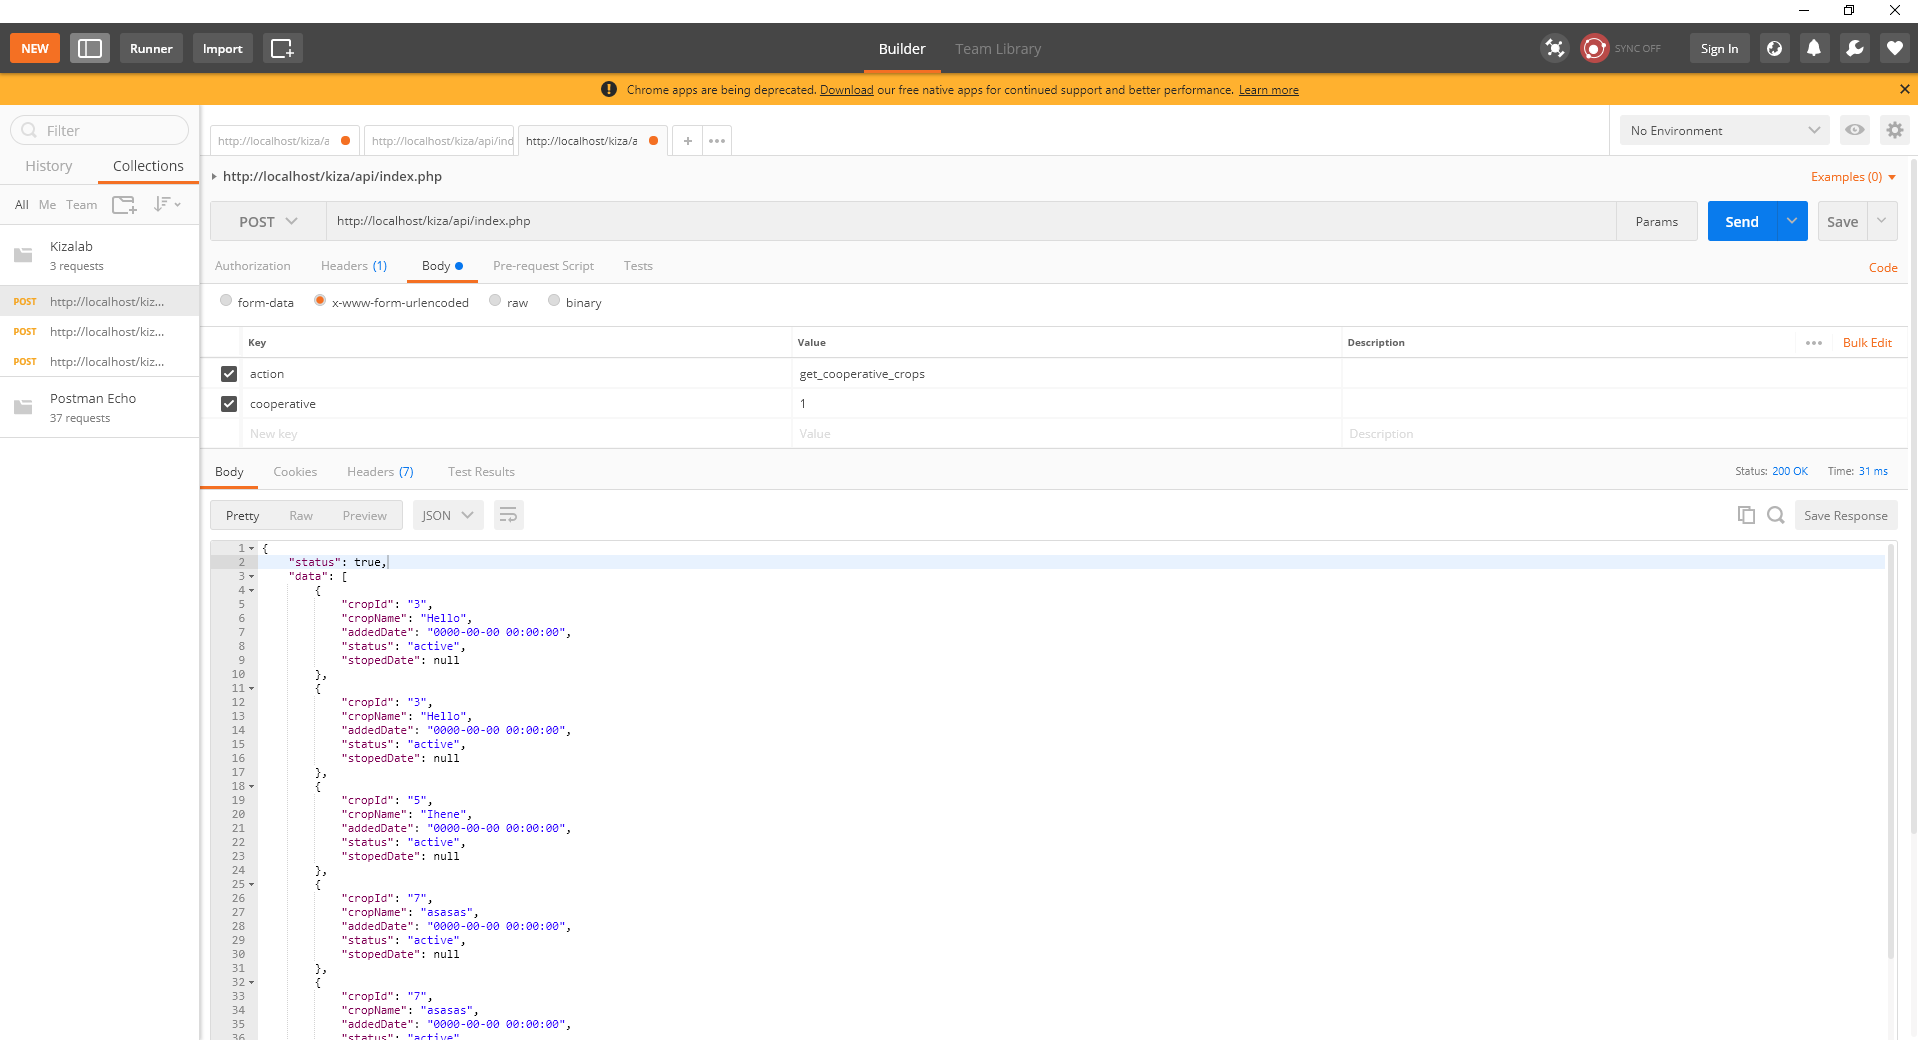 NEW Runner Import Builder Team Library SYNC OFF Sign In
Chrome apps are being deprecated. Download our free native apps for continued support and better performance. Learn more
Filter
History Collections
All Me Team
Kizalab
3 requests
POST http://localhost/kiz...
POST http://localhost/kiz...
POST http://localhost/kiz...
Postman Echo
37 requests
http://localhost/kiza/a http://localhost/kiza/api/ind http://localhost/kiza/a + ••• No Environment
http://localhost/kiza/api/index.php Examples (0)
POST http://localhost/kiza/api/index.php Params Send Save
Authorization Headers (1) Body Pre-request Script Tests Code
form-data x-www-form-urlencoded raw binary
Key Value Description ••• Bulk Edit
action get_cooperative_crops
cooperative 1
New key Value Description
Body Cookies Headers (7) Test Results Status: 200 OK Time: 31 ms
Pretty Raw Preview JSON Save Response
1 {
2 "status": true,
3 "data": [
4 {
5 "cropId": "3",
6 "cropName": "Hello",
7 "addedDate": "0000-00-00 00:00:00",
8 "status": "active",
9 "stopedDate": null
10 },
11 {
12 "cropId": "3",
13 "cropName": "Hello",
14 "addedDate": "0000-00-00 00:00:00",
15 "status": "active",
16 "stopedDate": null
17 },
18 {
19 "cropId": "5",
20 "cropName": "Ihene",
21 "addedDate": "0000-00-00 00:00:00",
22 "status": "active",
23 "stopedDate": null
24 },
25 {
26 "cropId": "7",
27 "cropName": "asasas",
28 "addedDate": "0000-00-00 00:00:00",
29 "status": "active",
30 "stopedDate": null
31 },
32 {
33 "cropId": "7",
34 "cropName": "asasas",
35 "addedDate": "0000-00-00 00:00:00",
36 "status": "active"